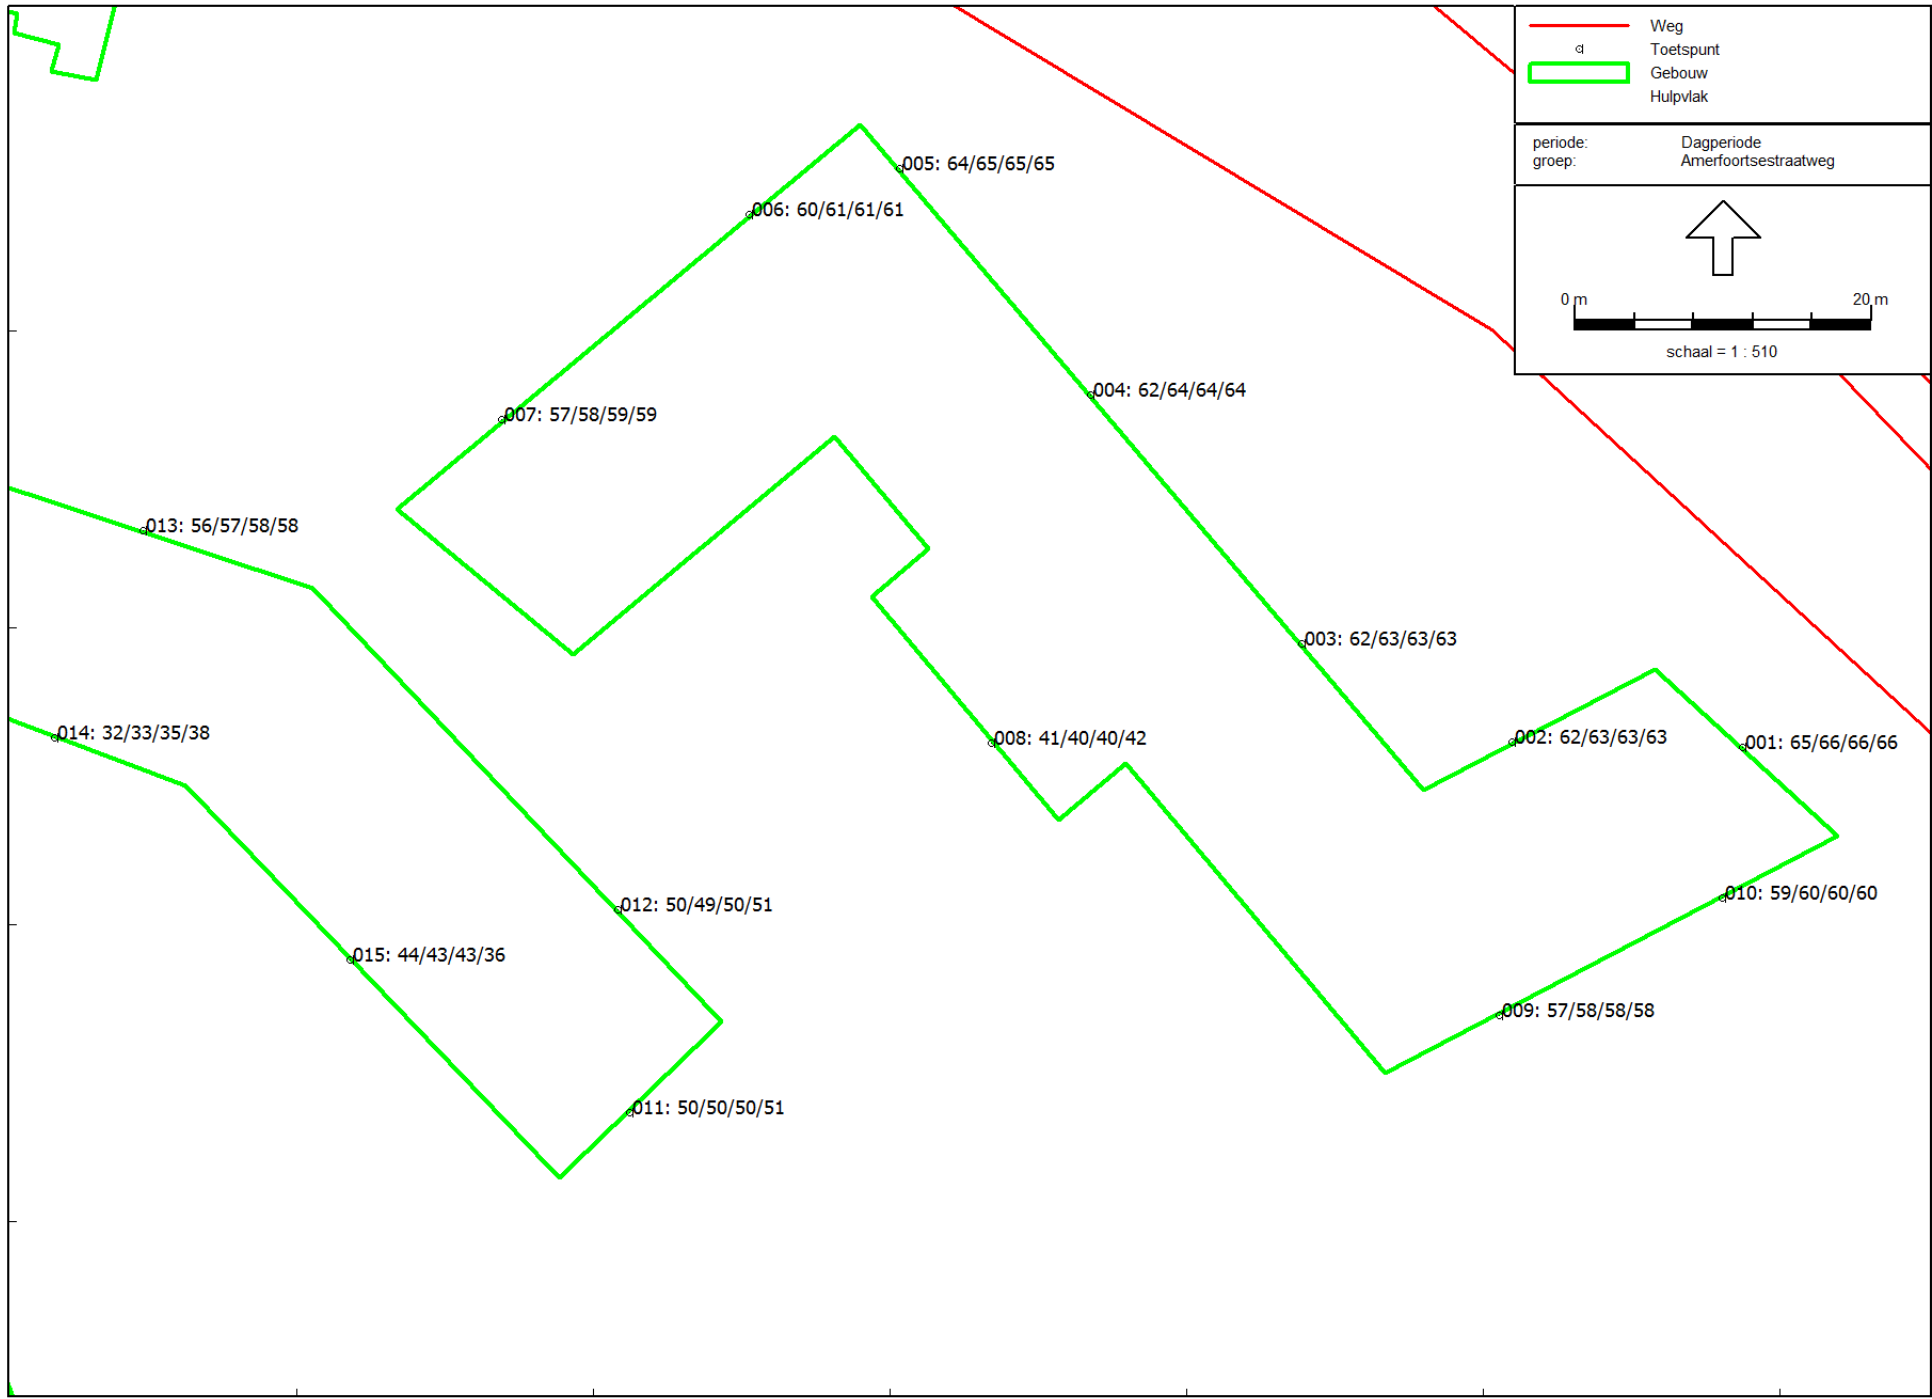 Weg
Toetspunt
Gebouw
Hulpvlak
periode: Dagperiode
groep: Amerfoortsestraatweg
0 m 20 m
schaal = 1 : 510
005: 64/65/65/65
006: 60/61/61/61
004: 62/64/64/64
007: 57/58/59/59
013: 56/57/58/58
003: 62/63/63/63
014: 32/33/35/38
008: 41/40/40/42
002: 62/63/63/63
001: 65/66/66/66
010: 59/60/60/60
012: 50/49/50/51
015: 44/43/43/36
009: 57/58/58/58
011: 50/50/50/51